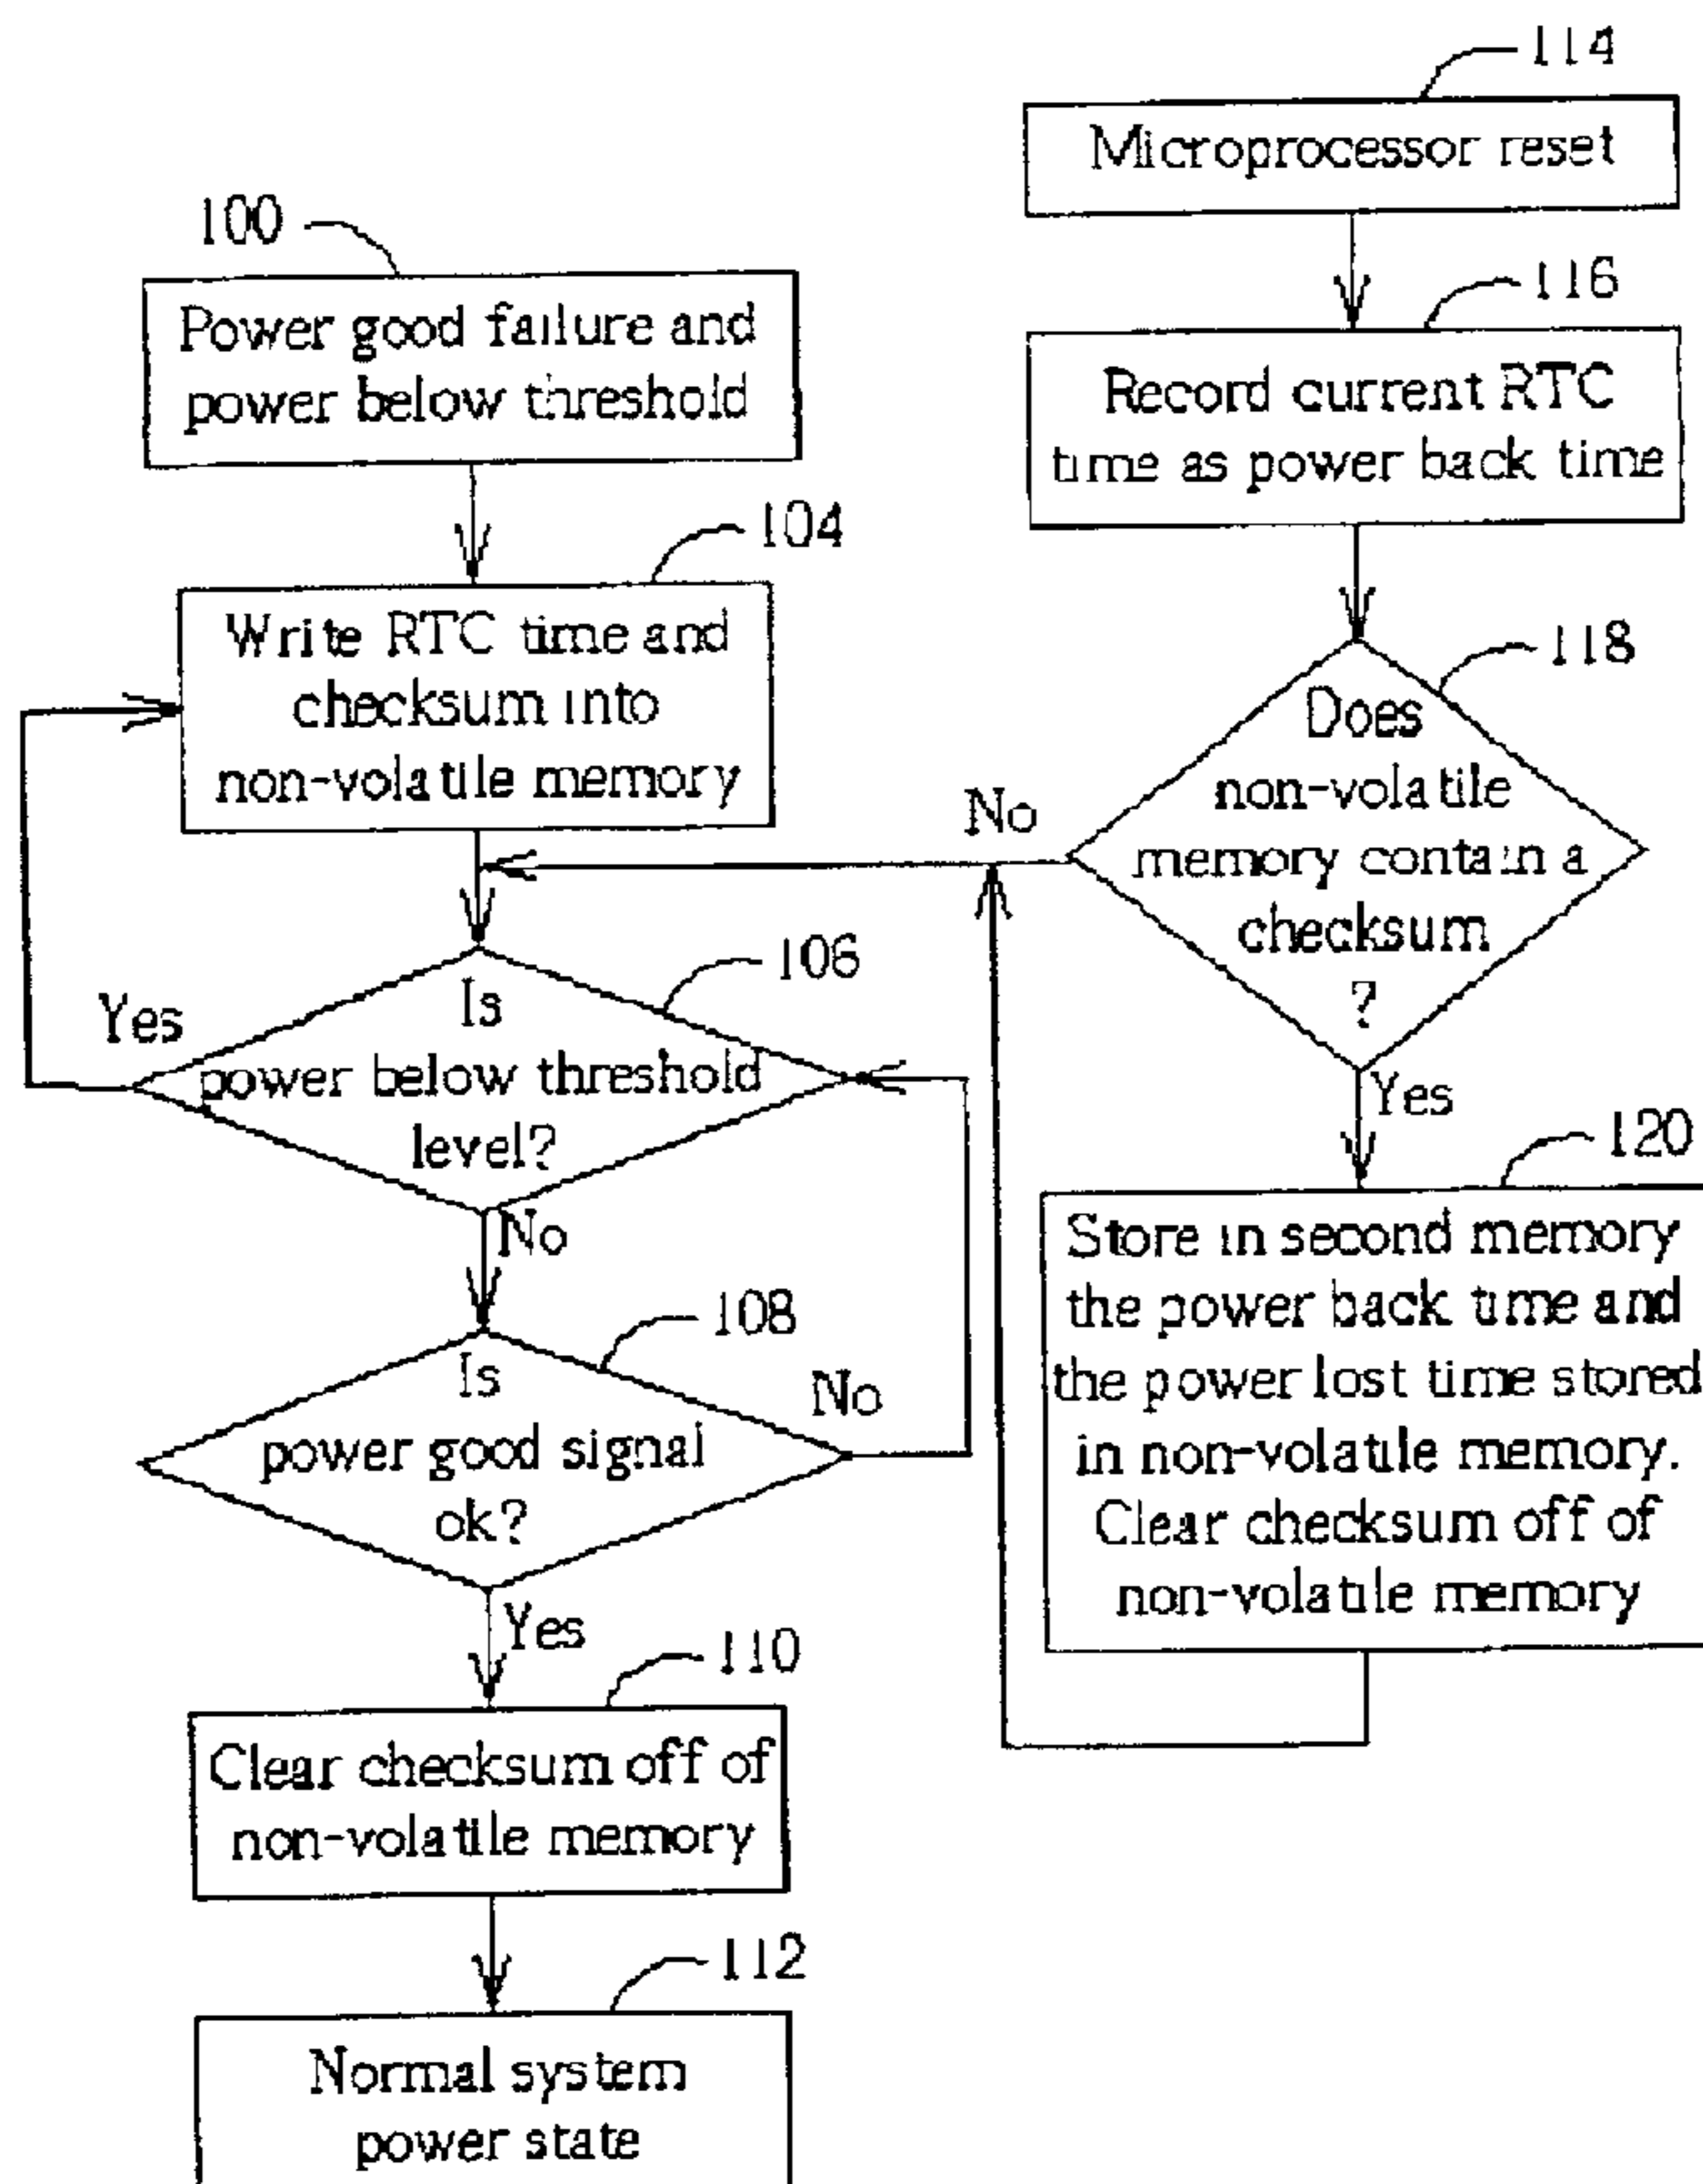 100
Power good failure and
power below threshold
104
Write RTC time and
checksum into
non-volatile memory
106
Is
power below threshold
level?
Yes
No
108
Is
power good signal
ok?
No
Yes
110
Clear checksum off of
non-volatile memory
112
Normal system
power state
114
Microprocessor reset
116
Record current RTC
time as power back time
118
Does
non-volatile
memory contain a
checksum
?
No
Yes
120
Store in second memory
the power back time and
the power lost time stored
in non-volatile memory.
Clear checksum off of
non-volatile memory